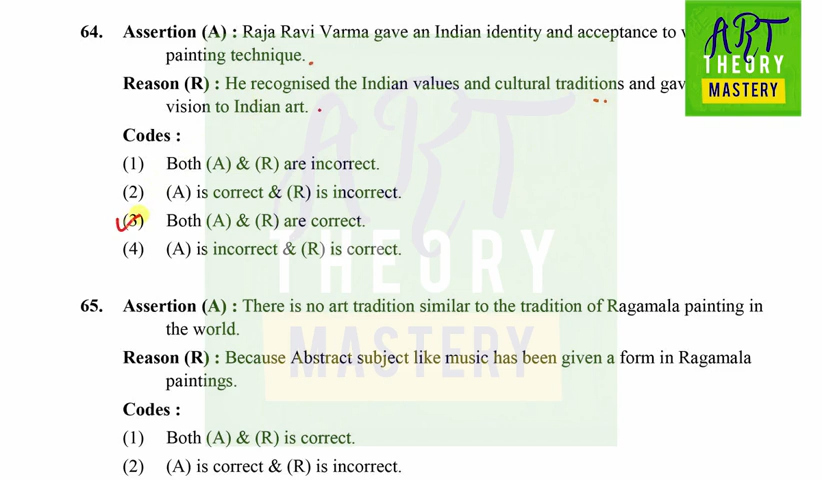 64. Assertion (A) : Raja Ravi Varma gave an Indian identity and acceptance to
painting technique.
Reason (R) : He recognised the Indian values and cultural traditions and
vision to Indian art.
Codes :
(1) Both (A) & (R) are incorrect.
(2) (A) is correct & (R) is incorrect.
(3) Both (A) & (R) are correct.
(4) (A) is incorrect & (R) is correct.
65. Assertion (A) : There is no art tradition similar to the tradition of Ragamala painting in
the world.
Reason (R) : Because Abstract subject like music has been given a form in Ragamala
paintings.
Codes :
(1) Both (A) & (R) is correct.
(2) (A) is correct & (R) is incorrect.
ART
THEORY
MASTERY
ART
THEORY
MASTERY